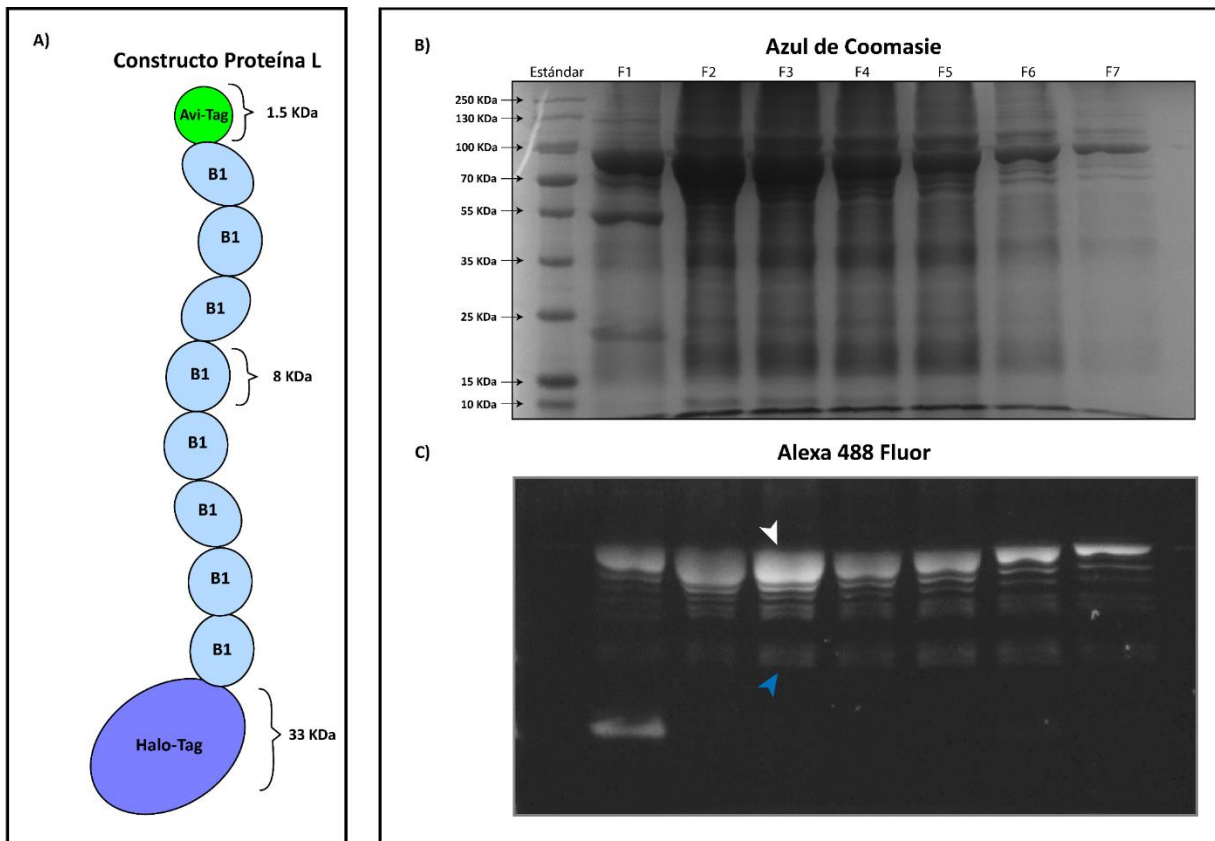 A)
Constructo Proteína L
Avi-Tag
1.5 KDa
B1
B1
B1
B1
8 KDa
B1
B1
B1
B1
Halo-Tag
33 KDa
B)
Azul de Coomasie
Estándar F1 F2 F3 F4 F5 F6 F7
250 KDa
130 KDa
100 KDa
70 KDa
55 KDa
35 KDa
25 KDa
15 KDa
10 KDa
C)
Alexa 488 Fluor